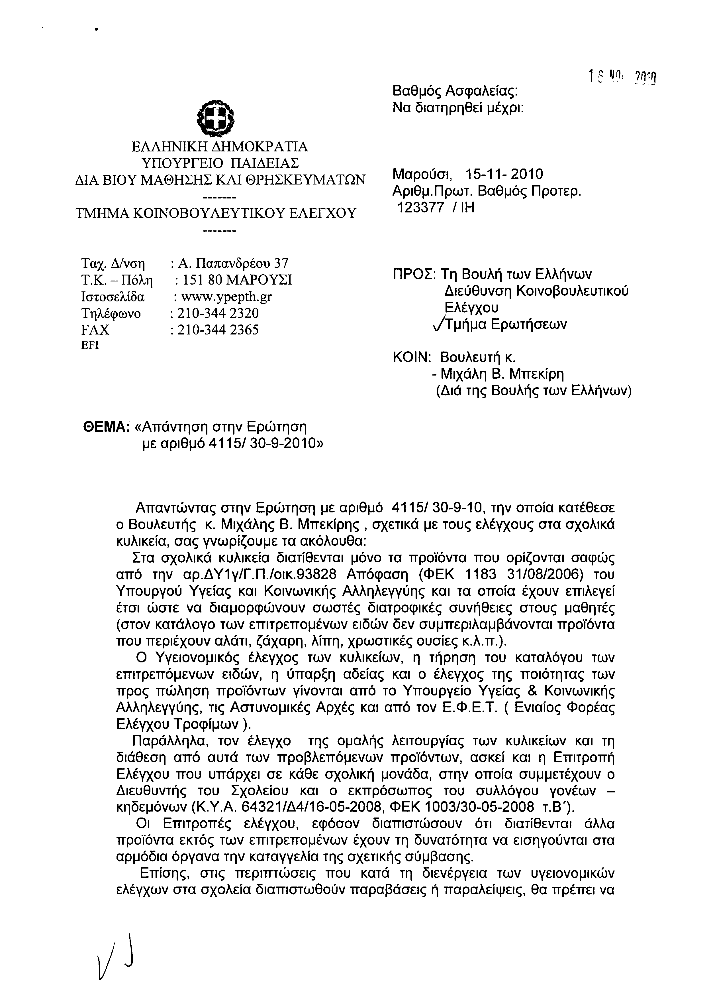 Βαθμός Ασφαλείας:
Να διατηρηθεί μέχρι:
ΕΛΛΗΝΙΚΗ ΔΗΜΟΚΡΑΤΙΑ
ΥΠΟΥΡΓΕΙΟ ΠΑΙΔΕΙΑΣ
ΔΙΑ ΒΙΟΥ ΜΑΘΗΣΗΣ ΚΑΙ ΘΡΗΣΚΕΥΜΑΤΩΝ
-------
ΤΜΗΜΑ ΚΟΙΝΟΒΟΥΛΕΥΤΙΚΟΥ ΕΛΕΓΧΟΥ
-------
Μαρούσι, 15-11- 2010
Αριθμ.Πρωτ. Βαθμός Προτερ.
123377 / ΙΗ
Ταχ. Δ/νση : Α. Παπανδρέου 37
Τ.Κ. – Πόλη : 151 80 ΜΑΡΟΥΣΙ
Ιστοσελίδα : www.ypepth.gr
Τηλέφωνο : 210-344 2320
FAX : 210-344 2365
EFI
ΠΡΟΣ: Τη Βουλή των Ελλήνων
Διεύθυνση Κοινοβουλευτικού
Ελέγχου
Τμήμα Ερωτήσεων
ΚΟΙΝ: Βουλευτή κ.
- Μιχάλη Β. Μπεκίρη
(Διά της Βουλής των Ελλήνων)
ΘΕΜΑ: «Απάντηση στην Ερώτηση
με αριθμό 4115/ 30-9-2010»
Απαντώντας στην Ερώτηση με αριθμό 4115/ 30-9-10, την οποία κατέθεσε
ο Βουλευτής κ. Μιχάλης Β. Μπεκίρης , σχετικά με τους ελέγχους στα σχολικά
κυλικεία, σας γνωρίζουμε τα ακόλουθα:
Στα σχολικά κυλικεία διατίθενται μόνο τα προϊόντα που ορίζονται σαφώς
από την αρ.ΔΥ1γ/Γ.Π./οικ.93828 Απόφαση (ΦΕΚ 1183 31/08/2006) του
Υπουργού Υγείας και Κοινωνικής Αλληλεγγύης και τα οποία έχουν επιλεγεί
έτσι ώστε να διαμορφώνουν σωστές διατροφικές συνήθειες στους μαθητές
(στον κατάλογο των επιτρεπομένων ειδών δεν συμπεριλαμβάνονται προϊόντα
που περιέχουν αλάτι, ζάχαρη, λίπη, χρωστικές ουσίες κ.λ.π.).
Ο Υγειονομικός έλεγχος των κυλικείων, η τήρηση του καταλόγου των
επιτρεπόμενων ειδών, η ύπαρξη αδείας και ο έλεγχος της ποιότητας των
προς πώληση προϊόντων γίνονται από το Υπουργείο Υγείας & Κοινωνικής
Αλληλεγγύης, τις Αστυνομικές Αρχές και από τον Ε.Φ.Ε.Τ. ( Ενιαίος Φορέας
Ελέγχου Τροφίμων ).
Παράλληλα, τον έλεγχο της ομαλής λειτουργίας των κυλικείων και τη
διάθεση από αυτά των προβλεπόμενων προϊόντων, ασκεί και η Επιτροπή
Ελέγχου που υπάρχει σε κάθε σχολική μονάδα, στην οποία συμμετέχουν ο
Διευθυντής του Σχολείου και ο εκπρόσωπος του συλλόγου γονέων –
κηδεμόνων (Κ.Υ.Α. 64321/Δ4/16-05-2008, ΦΕΚ 1003/30-05-2008 τ.Β΄).
Οι Επιτροπές ελέγχου, εφόσον διαπιστώσουν ότι διατίθενται άλλα
προϊόντα εκτός των επιτρεπομένων έχουν τη δυνατότητα να εισηγούνται στα
αρμόδια όργανα την καταγγελία της σχετικής σύμβασης.
Επίσης, στις περιπτώσεις που κατά τη διενέργεια των υγειονομικών
ελέγχων στα σχολεία διαπιστωθούν παραβάσεις ή παραλείψεις, θα πρέπει να